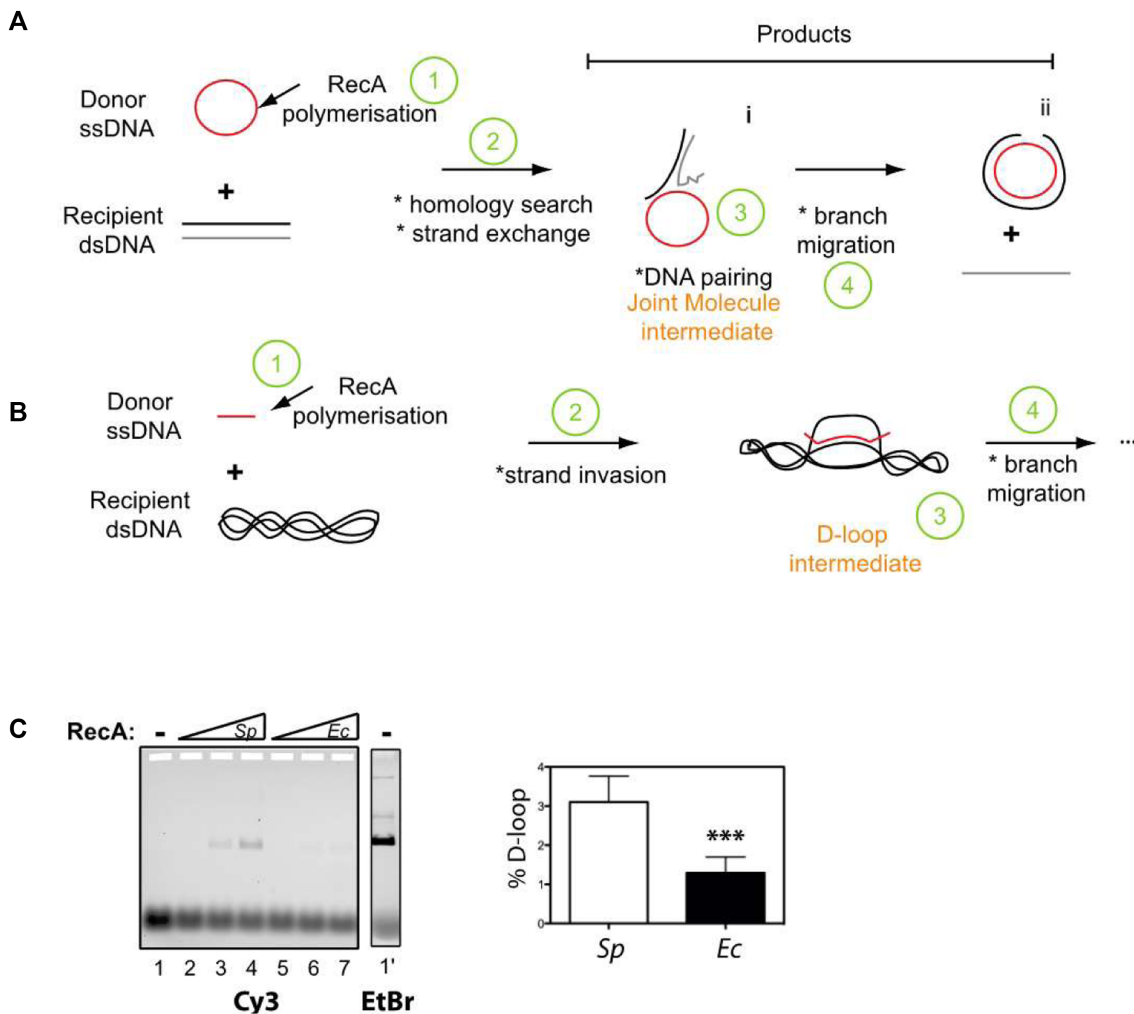 A
Products
Donor
ssDNA
RecA
polymerisation
1
2
+
Recipient
dsDNA
* homology search
* strand exchange
i
3
*DNA pairing
Joint Molecule
intermediate
* branch
migration
4
ii
+
B
1
Donor
ssDNA
RecA
polymerisation
+
Recipient
dsDNA
2
*strand invasion
3
D-loop
intermediate
4
* branch
migration
...
C
RecA: - Sp Ec -
1 2 3 4 5 6 7 1'
Cy3 EtBr
% D-loop
4
3
2
1
0
***
Sp Ec